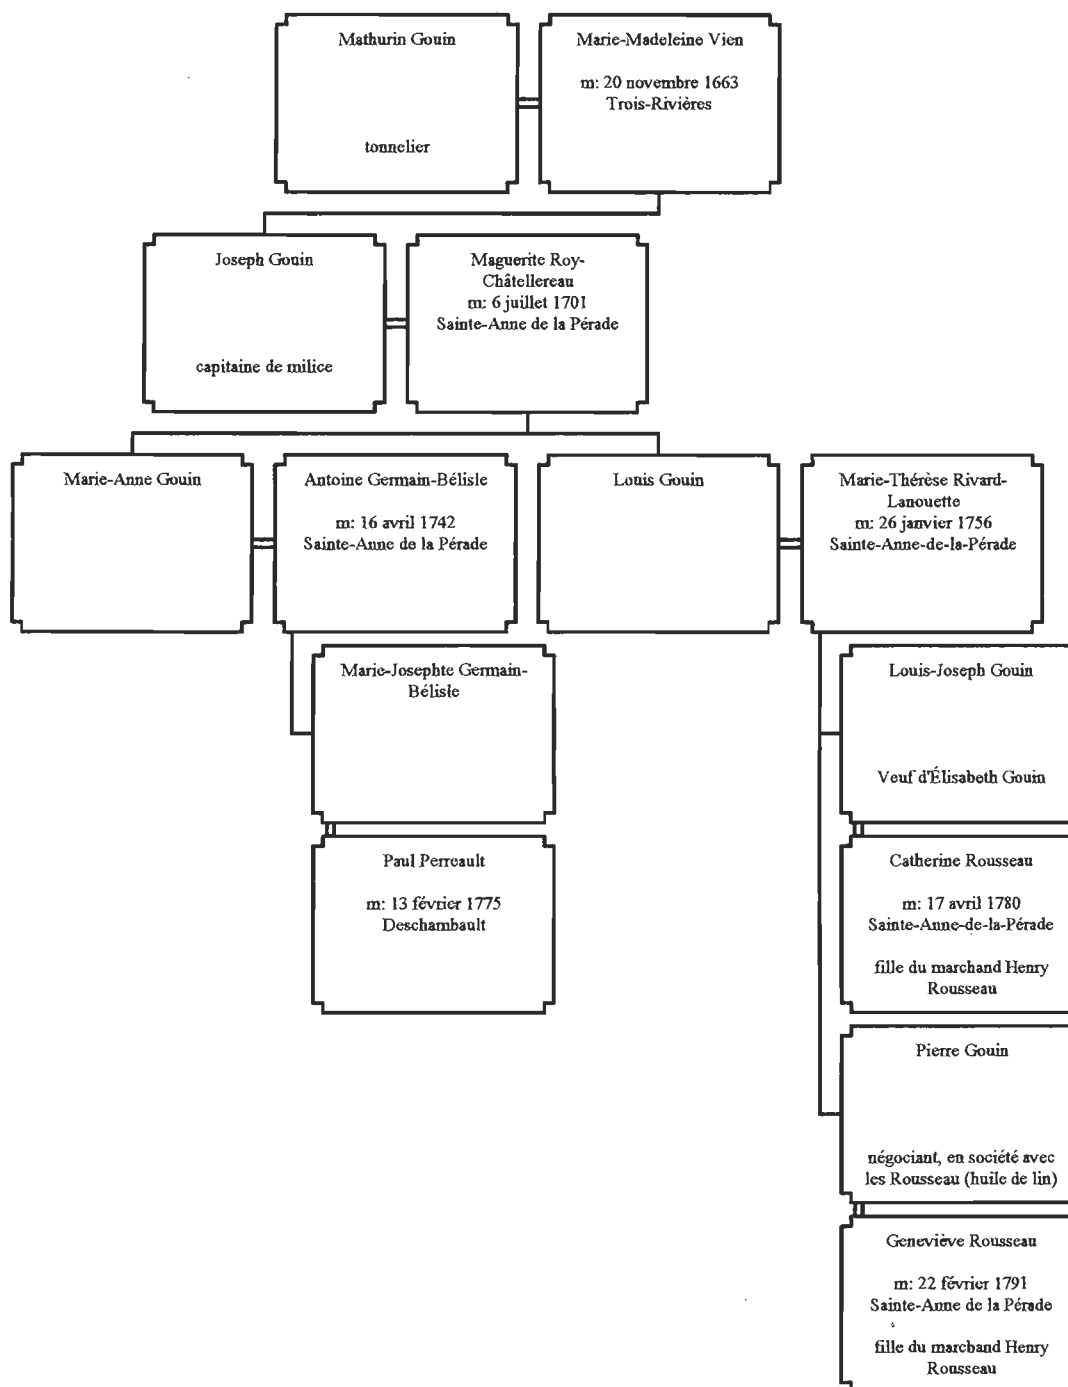 Mathurin Gouin
tonnelier
Marie-Madeleine Vien
m: 20 novembre 1663
Trois-Rivières
Joseph Gouin
capitaine de milice
Maguerite Roy-
Châtellereau
m: 6 juillet 1701
Sainte-Anne de la Pérade
Marie-Anne Gouin
Antoine Germain-Bélisle
m: 16 avril 1742
Sainte-Anne de la Pérade
Louis Gouin
Marie-Thérèse Rivard-
Lanouette
m: 26 janvier 1756
Sainte-Anne-de-la-Pérade
Marie-Josephte Germain-
Bélisle
Paul Perreault
m: 13 février 1775
Deschambault
Louis-Joseph Gouin
Veuf d'Élisabeth Gouin
Catherine Rousseau
m: 17 avril 1780
Sainte-Anne-de-la-Pérade
fille du marchand Henry
Rousseau
Pierre Gouin
négociant, en société avec
les Rousseau (huile de lin)
Geneviève Rousseau
m: 22 février 1791
Sainte-Anne de la Pérade
fille du marchand Henry
Rousseau